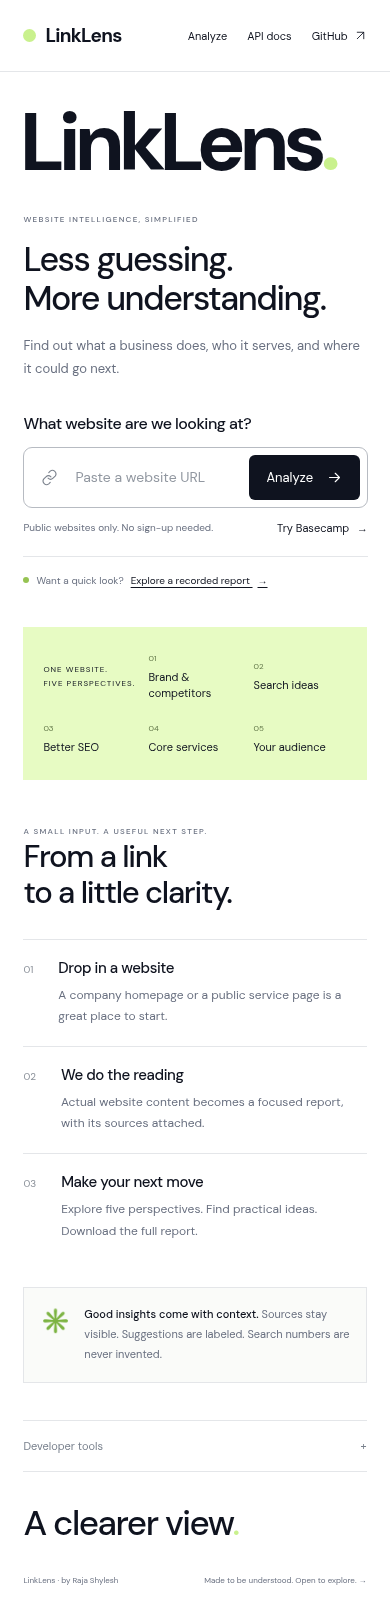 LinkLens
Analyze
API docs
GitHub ↗
LinkLens.
WEBSITE INTELLIGENCE, SIMPLIFIED
Less guessing.
More understanding.
Find out what a business does, who it serves, and where
it could go next.
What website are we looking at?
Paste a website URL
Analyze →
Public websites only. No sign-up needed.
Try Basecamp →
Want a quick look? Explore a recorded report →
ONE WEBSITE.
FIVE PERSPECTIVES.
01
Brand &
competitors
02
Search ideas
03
Better SEO
04
Core services
05
Your audience
A SMALL INPUT. A USEFUL NEXT STEP.
From a link
to a little clarity.
01
Drop in a website
A company homepage or a public service page is a
great place to start.
02
We do the reading
Actual website content becomes a focused report,
with its sources attached.
03
Make your next move
Explore five perspectives. Find practical ideas.
Download the full report.
Good insights come with context. Sources stay
visible. Suggestions are labeled. Search numbers are
never invented.
Developer tools +
A clearer view.
LinkLens · by Raja Shylesh
Made to be understood. Open to explore. →